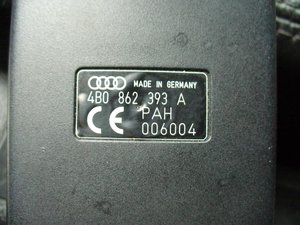 MADE IN GERMANY
4B0 862 393 A
CE PAH
006004